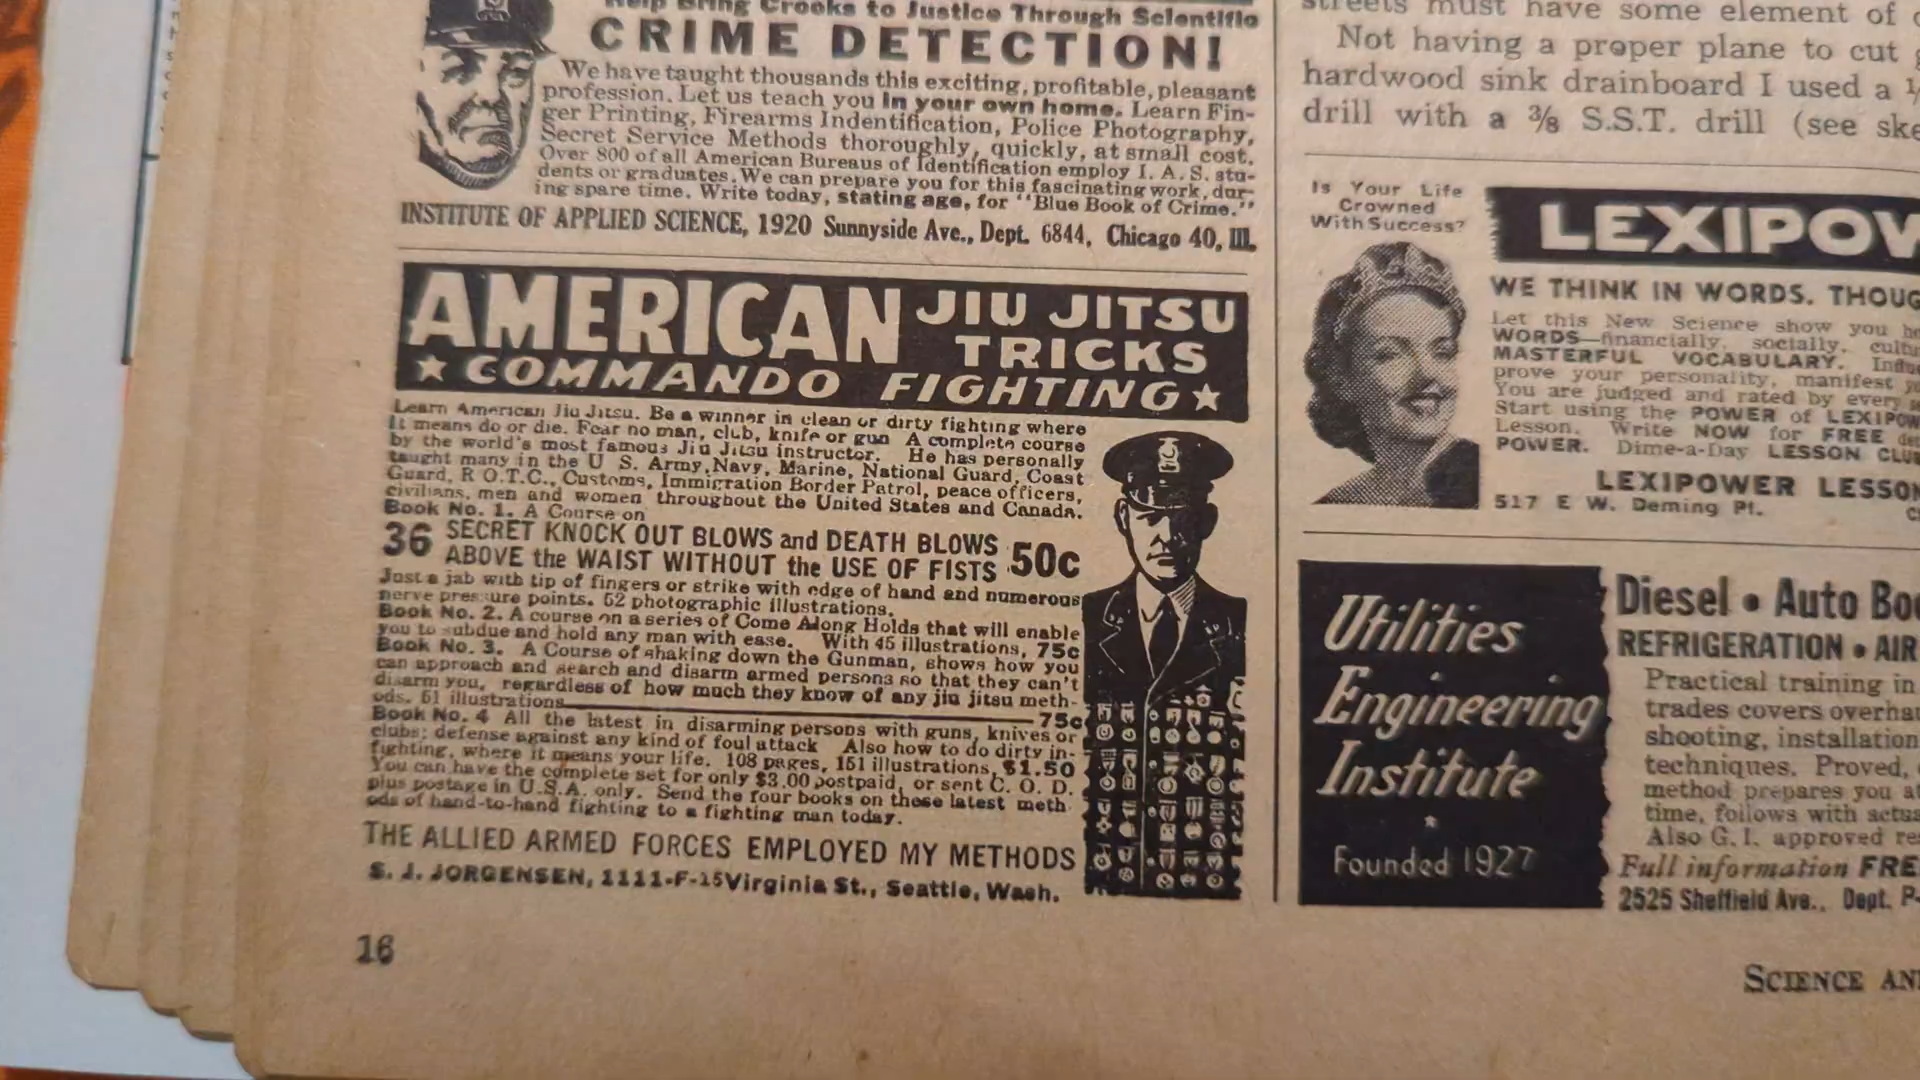 Help Bring Crooks to Justice Through Scientific
CRIME DETECTION!
We have taught thousands this exciting, profitable, pleasant
profession. Let us teach you in your own home. Learn Fin-
ger Printing, Firearms Indentification, Police Photography,
Secret Service Methods thoroughly, quickly, at small cost.
Over 800 of all American Bureaus of Identification employ I. A. S. stu-
dents or graduates. We can prepare you for this fascinating work, dur-
ing spare time. Write today, stating age, for "Blue Book of Crime."
INSTITUTE OF APPLIED SCIENCE, 1920 Sunnyside Ave., Dept. 6844, Chicago 40, Ill.
AMERICAN JIU JITSU
TRICKS
★ COMMANDO FIGHTING ★
Learn American Jiu Jitsu. Be a winner in clean or dirty fighting where
it means do or die. Fear no man, club, knife or gun A complete course
by the world's most famous Jiu Jitsu instructor. He has personally
taught many in the U S. Army, Navy, Marine, National Guard, Coast
Guard, R O.T.C., Customs, Immigration Border Patrol, peace officers,
civilians, men and women throughout the United States and Canada.
Book No. 1. A Course on
36 SECRET KNOCK OUT BLOWS and DEATH BLOWS
ABOVE the WAIST WITHOUT the USE OF FISTS 50c
Just a jab with tip of fingers or strike with edge of hand and numerous
nerve pressure points. 52 photographic illustrations.
Book No. 2. A course on a series of Come Along Holds that will enable
you to subdue and hold any man with ease. With 45 illustrations, 75c
Book No. 3. A Course of shaking down the Gunman, shows how you
can approach and search and disarm armed persons so that they can't
disarm you, regardless of how much they know of any jiu jitsu meth-
ods. 51 illustrations 75c
Book No. 4 All the latest in disarming persons with guns, knives or
clubs; defense against any kind of foul attack Also how to do dirty in-
fighting, where it means your life. 108 pages, 151 illustrations, $1.50
You can have the complete set for only $3.00 postpaid, or sent C. O. D.
plus postage in U.S.A. only. Send the four books on these latest meth
ods of hand-to-hand fighting to a fighting man today.
THE ALLIED ARMED FORCES EMPLOYED MY METHODS
S. J. JORGENSEN, 1111-F-15 Virginia St., Seattle, Wash.
16
streets must have some element of
Not having a proper plane to cut
hardwood sink drainboard I used a
drill with a 3/8 S.S.T. drill (see
Is Your Life
Crowned
With Success?
LEXIPOW
WE THINK IN WORDS. THOUG
Let this New Science show you
WORDS—financially, socially,
MASTERFUL VOCABULARY.
prove your personality, manifest
You are judged and rated by every
Start using the POWER of LEXIPOW
Lesson. Write NOW for FREE
POWER. Dime-a-Day LESSON CLU
LEXIPOWER LESSO
517 E W. Deming Pl.
Utilities
Engineering
Institute
★
Founded 1927
Diesel • Auto Bo
REFRIGERATION • AIR
Practical training in
trades covers overha
shooting, installation
techniques. Proved,
method prepares you
time, follows with actu
Also G. I. approved re
Full information FRE
2525 Sheffield Ave., Dept. P-
SCIENCE AN